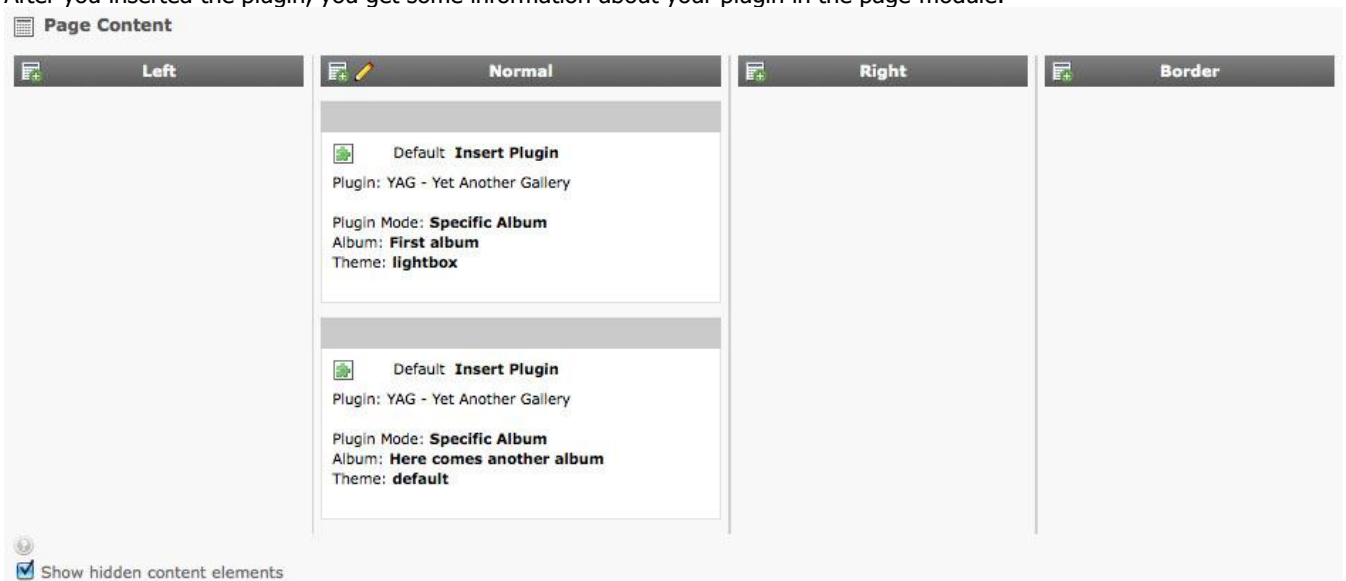 After you inserted the plugin, you get some information about your plugin in the page module.
Page Content
Left
Normal
Right
Border
Default Insert Plugin
Plugin: YAG - Yet Another Gallery
Plugin Mode: Specific Album
Album: First album
Theme: lightbox
Default Insert Plugin
Plugin: YAG - Yet Another Gallery
Plugin Mode: Specific Album
Album: Here comes another album
Theme: default
Show hidden content elements